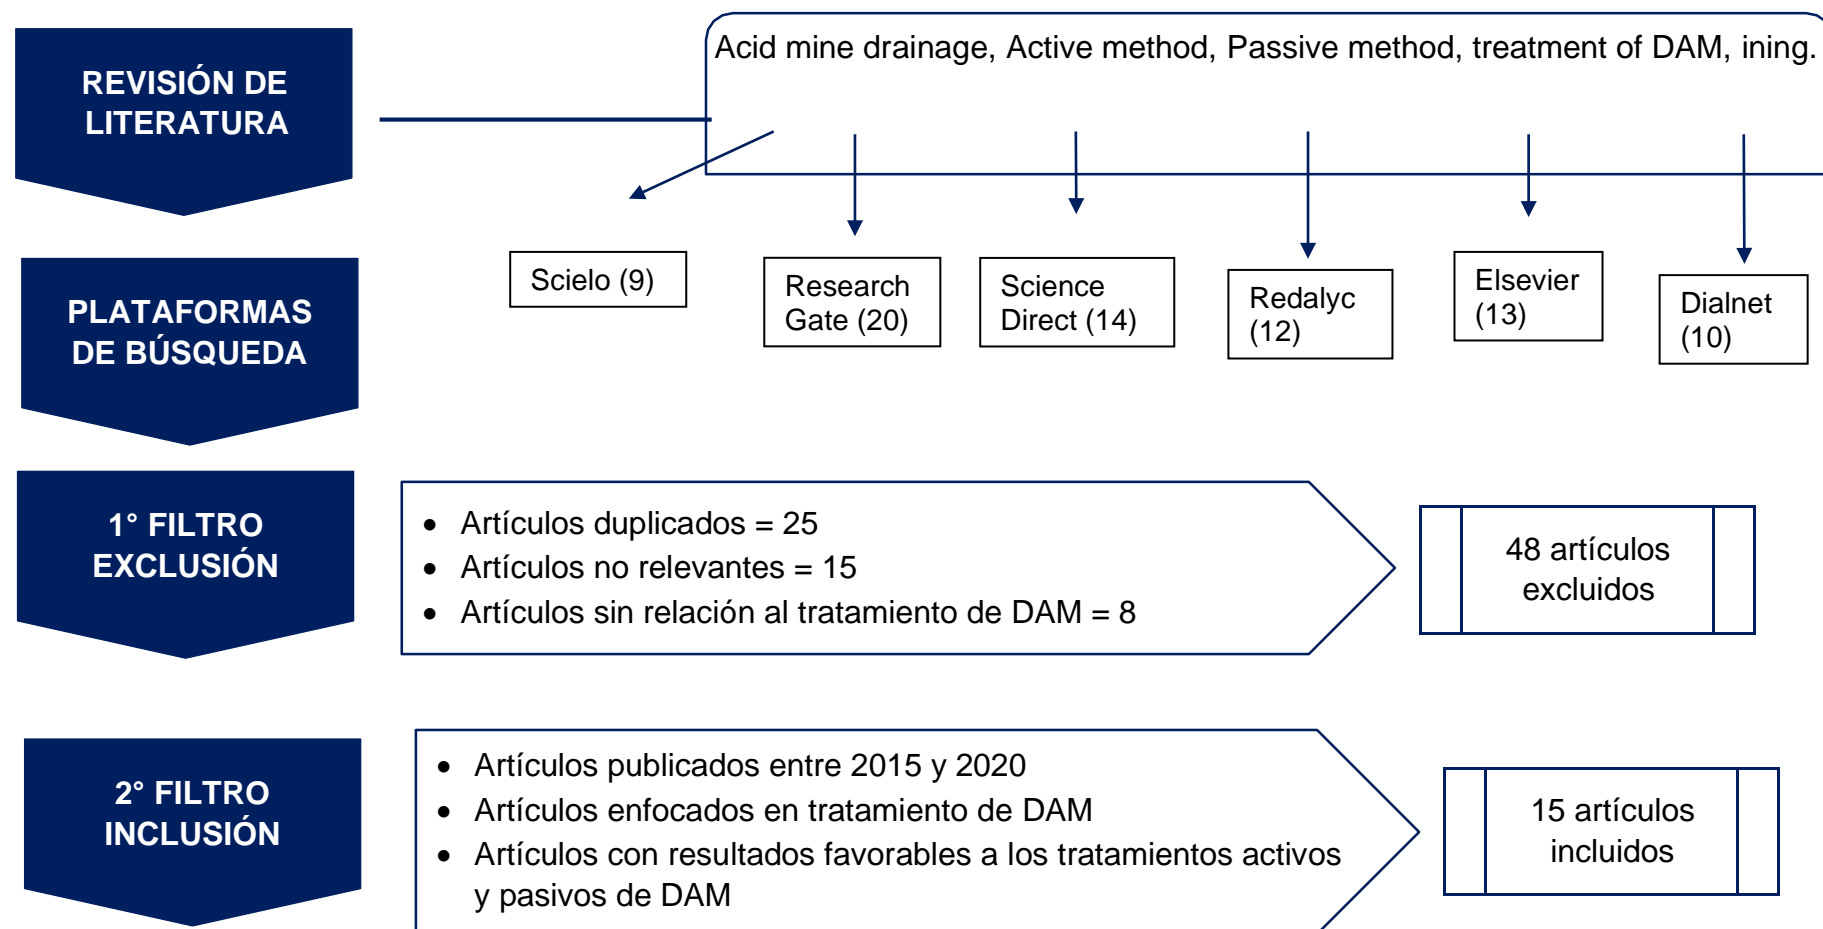 REVISIÓN DE
LITERATURA
Acid mine drainage, Active method, Passive method, treatment of DAM, ining.
PLATAFORMAS
DE BÚSQUEDA
Scielo (9)
Research
Gate (20)
Science
Direct (14)
Redalyc
(12)
Elsevier
(13)
Dialnet
(10)
1° FILTRO
EXCLUSIÓN
• Artículos duplicados = 25
• Artículos no relevantes = 15
• Artículos sin relación al tratamiento de DAM = 8
48 artículos
excluidos
2° FILTRO
INCLUSIÓN
• Artículos publicados entre 2015 y 2020
• Artículos enfocados en tratamiento de DAM
• Artículos con resultados favorables a los tratamientos activos
y pasivos de DAM
15 artículos
incluidos